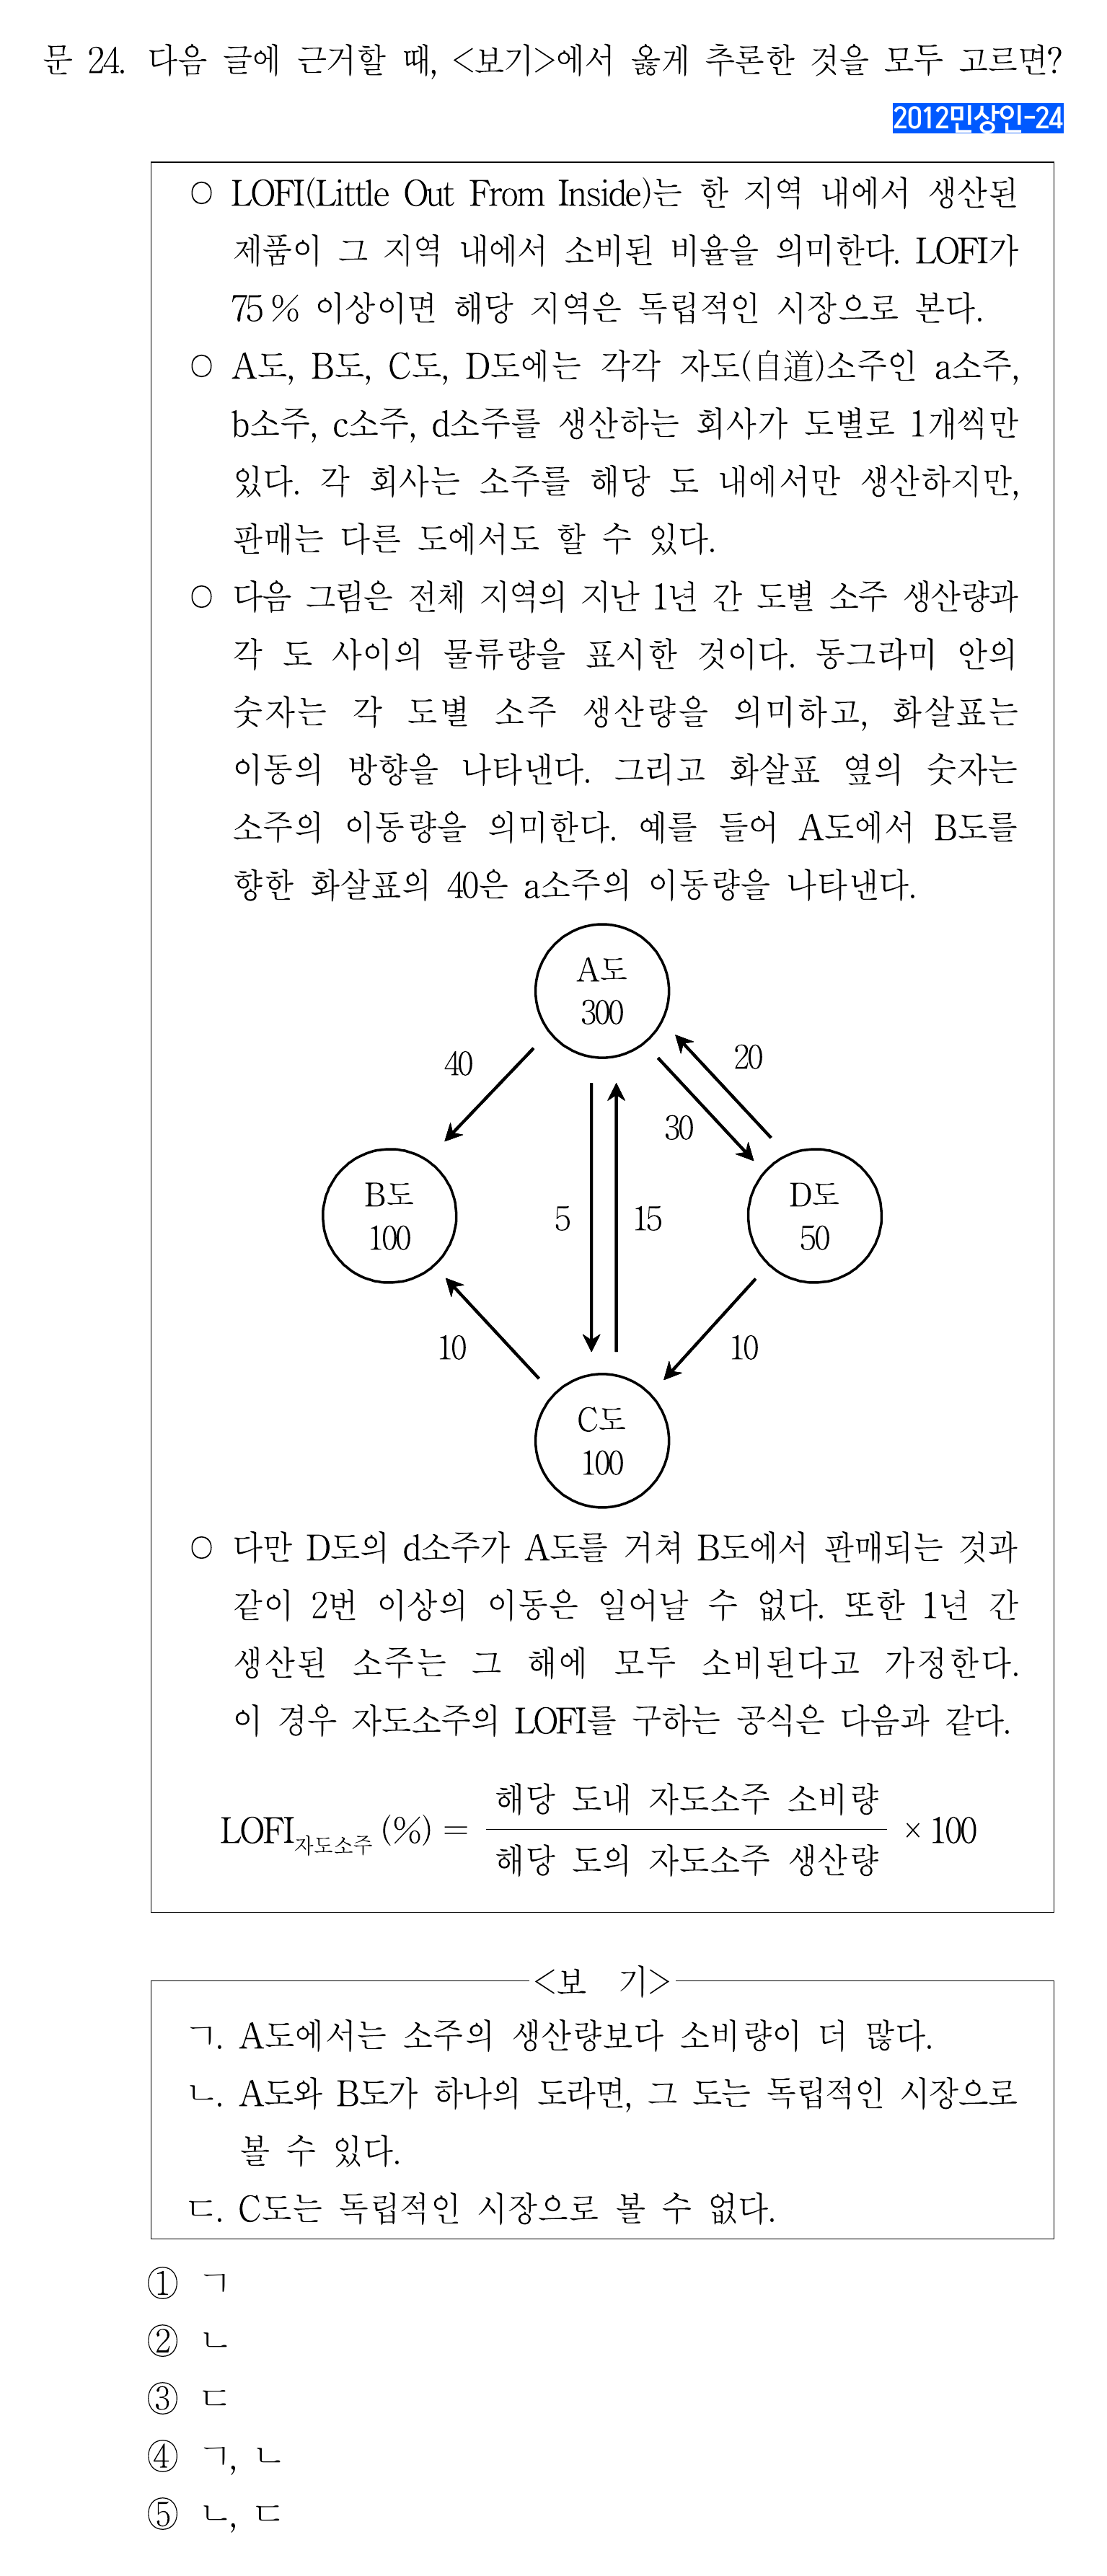 문 24. 다음 글에 근거할 때, <보기>에서 옳게 추론한 것을 모두 고르면?
2012민상인-24
○ LOFI(Little Out From Inside)는 한 지역 내에서 생산된
제품이 그 지역 내에서 소비된 비율을 의미한다. LOFI가
75% 이상이면 해당 지역은 독립적인 시장으로 본다.
○ A도, B도, C도, D도에는 각각 자도(自道)소주인 a소주,
b소주, c소주, d소주를 생산하는 회사가 도별로 1개씩만
있다. 각 회사는 소주를 해당 도 내에서만 생산하지만,
판매는 다른 도에서도 할 수 있다.
○ 다음 그림은 전체 지역의 지난 1년 간 도별 소주 생산량과
각 도 사이의 물류량을 표시한 것이다. 동그라미 안의
숫자는 각 도별 소주 생산량을 의미하고, 화살표는
이동의 방향을 나타낸다. 그리고 화살표 옆의 숫자는
소주의 이동량을 의미한다. 예를 들어 A도에서 B도를
향한 화살표의 40은 a소주의 이동량을 나타낸다.
A도
300
40
20
30
B도
100
5
15
D도
50
10
10
C도
100
○ 다만 D도의 d소주가 A도를 거쳐 B도에서 판매되는 것과
같이 2번 이상의 이동은 일어날 수 없다. 또한 1년 간
생산된 소주는 그 해에 모두 소비된다고 가정한다.
이 경우 자도소주의 LOFI를 구하는 공식은 다음과 같다.
해당 도내 자도소주 소비량
LOFI자도소주(%) = × 100
해당 도의 자도소주 생산량
<보 기>
ㄱ. A도에서는 소주의 생산량보다 소비량이 더 많다.
ㄴ. A도와 B도가 하나의 도라면, 그 도는 독립적인 시장으로
볼 수 있다.
ㄷ. C도는 독립적인 시장으로 볼 수 없다.
① ㄱ
② ㄴ
③ ㄷ
④ ㄱ, ㄴ
⑤ ㄴ, ㄷ